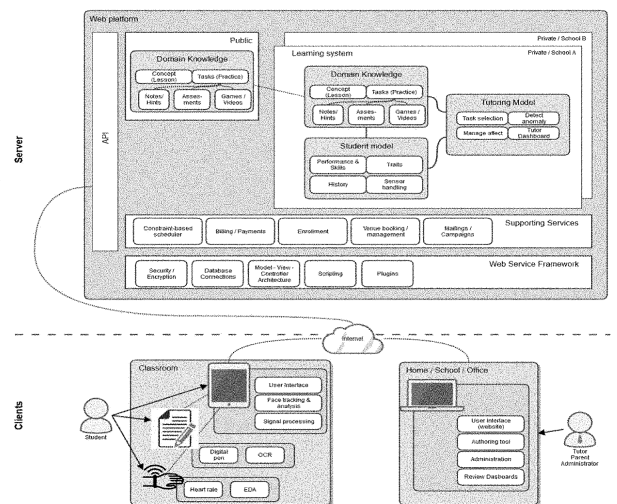 Web platform
Public
Private / School B
Learning system
Private / School A
Domain Knowledge
Concept
(Lesson)
Tasks (Practice)
Notes/
Hints
Asses-
ments
Games /
Videos
Domain Knowledge
Concept
(Lesson)
Tasks (Practice)
Notes/
Hints
Asses-
ments
Games /
Videos
Tutoring Model
Task selection
Detect
anomaly
Manage affect
Tutor
Dashboard
Student model
Performance &
Skills
Traits
History
Sensor
handling
API
Server
Constraint-based
scheduler
Billing / Payments
Enrollment
Venue booking /
management
Mailings /
Campaigns
Supporting Services
Web Service Framework
Security /
Encryption
Database
Connections
Model - View -
Controller
Architecture
Scripting
Plugins
Internet
Clients
Classroom
User Interface
Face tracking &
analysis
Signal processing
Student
Digital
pen
OCR
Heart rate
EDA
Home / School / Office
User interface
(website)
Authoring tool
Administration
Review Dasboards
Tutor
Parent
Administrator